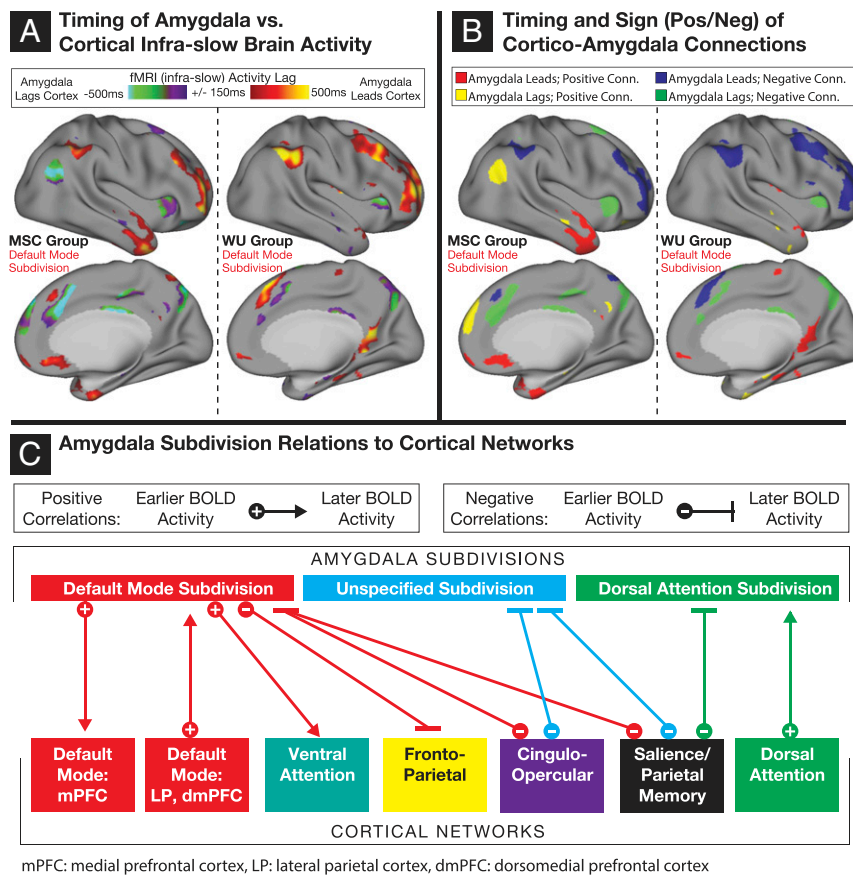 A
Timing of Amygdala vs.
Cortical Infra-slow Brain Activity
Amygdala
Lags Cortex
fMRI (infra-slow) Activity Lag
-500ms
+/- 150ms
500ms
Amygdala
Leads Cortex
MSC Group
Default Mode
Subdivision
WU Group
Default Mode
Subdivision
B
Timing and Sign (Pos/Neg) of
Cortico-Amygdala Connections
Amygdala Leads; Positive Conn.
Amygdala Leads; Negative Conn.
Amygdala Lags; Positive Conn.
Amygdala Lags; Negative Conn.
MSC Group
Default Mode
Subdivision
WU Group
Default Mode
Subdivision
C
Amygdala Subdivision Relations to Cortical Networks
Positive
Correlations:
Earlier BOLD
Activity
+
Later BOLD
Activity
Negative
Correlations:
Earlier BOLD
Activity
-
Later BOLD
Activity
AMYGDALA SUBDIVISIONS
Default Mode Subdivision
Unspecified Subdivision
Dorsal Attention Subdivision
+ + -
+ - - - - - +
Default
Mode:
mPFC
Default
Mode:
LP, dmPFC
Ventral
Attention
Fronto-
Parietal
Cingulo-
Opercular
Salience/
Parietal
Memory
Dorsal
Attention
CORTICAL NETWORKS
mPFC: medial prefrontal cortex, LP: lateral parietal cortex, dmPFC: dorsomedial prefrontal cortex